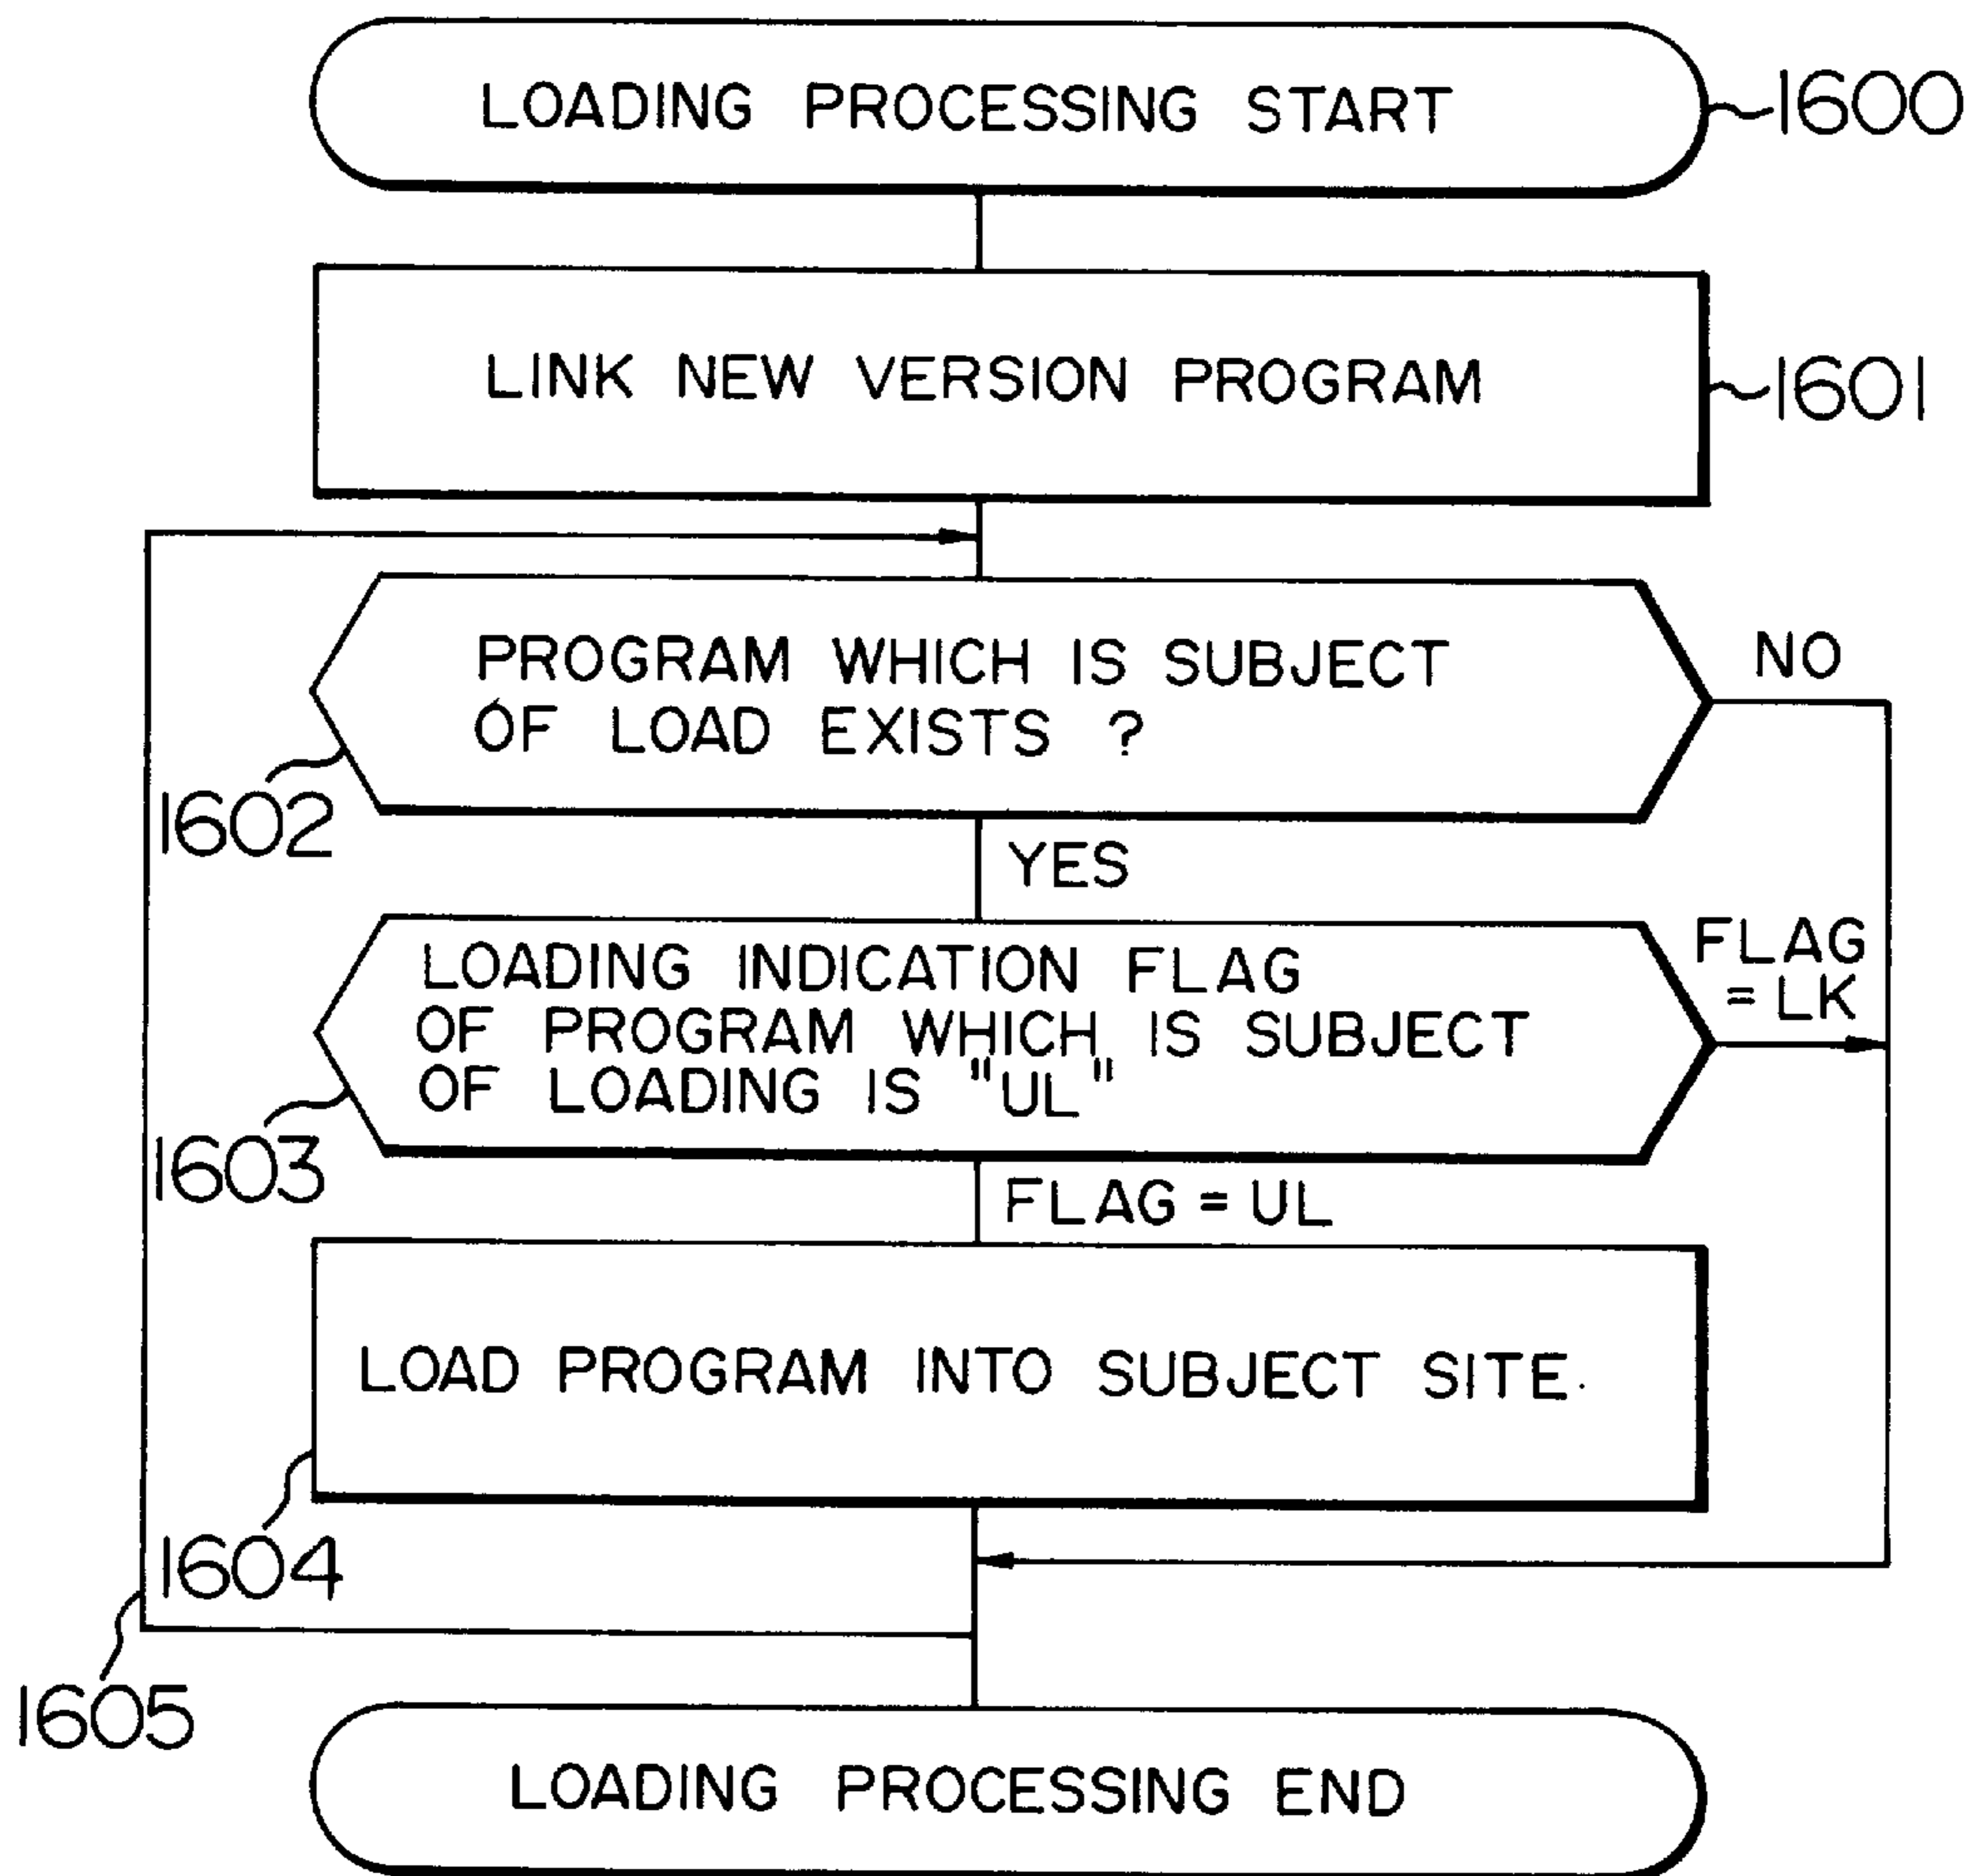 LOADING PROCESSING START
1600
LINK NEW VERSION PROGRAM
1601
PROGRAM WHICH IS SUBJECT
OF LOAD EXISTS ?
NO
1602
YES
LOADING INDICATION FLAG
OF PROGRAM WHICH IS SUBJECT
OF LOADING IS "UL"
FLAG
= LK
1603
FLAG = UL
LOAD PROGRAM INTO SUBJECT SITE.
1604
1605
LOADING PROCESSING END